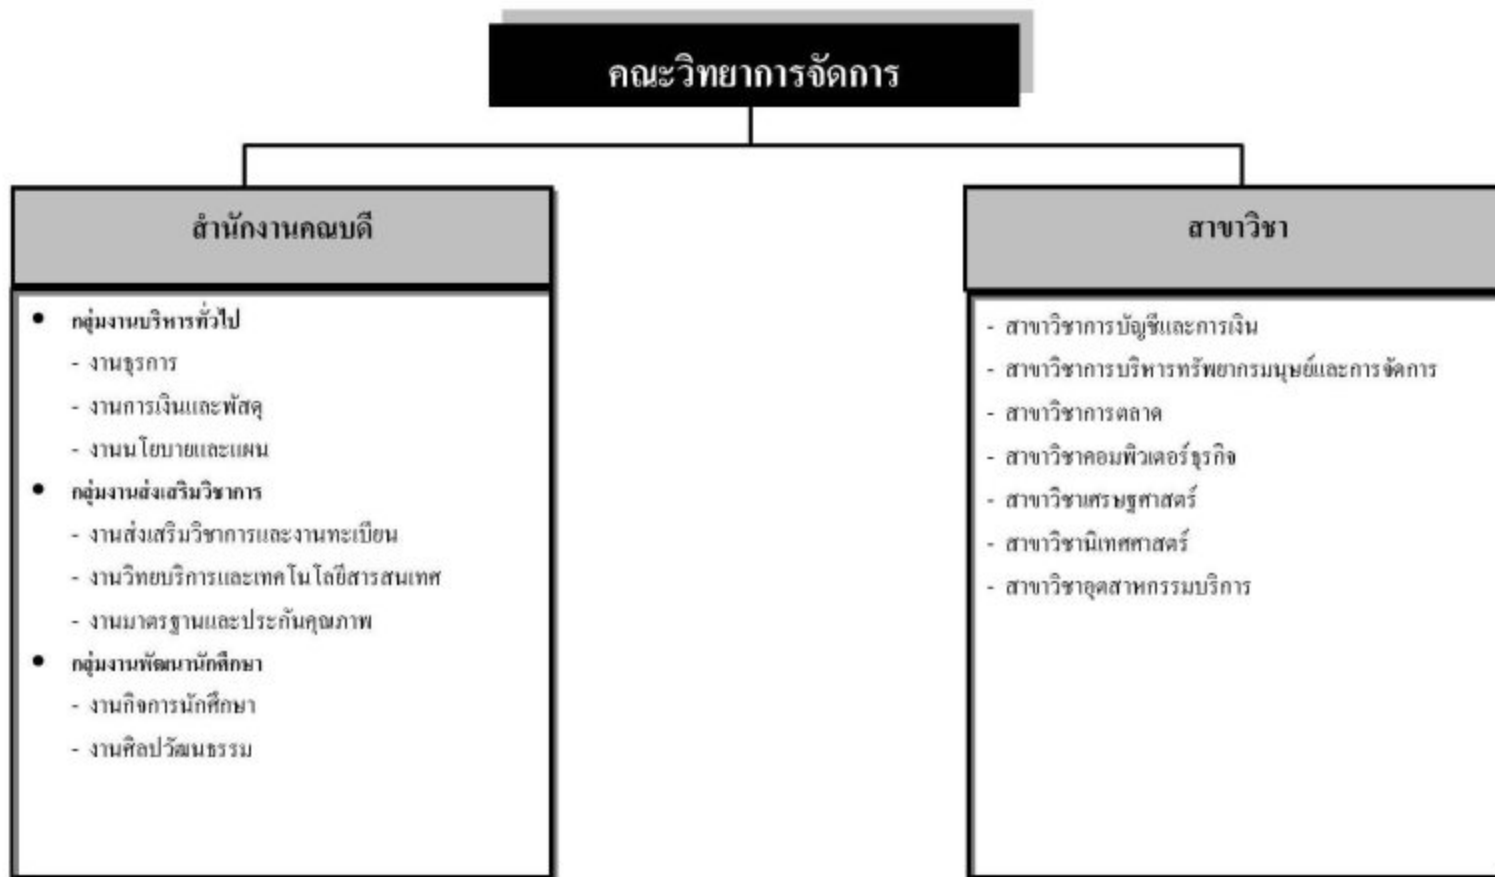 คณะวิทยาการจัดการ
สำนักงานคณบดี
• กลุ่มงานบริหารทั่วไป
- งานธุรการ
- งานการเงินและพัสดุ
- งานนโยบายและแผน
• กลุ่มงานส่งเสริมวิชาการ
- งานส่งเสริมวิชาการและงานทะเบียน
- งานวิทยบริการและเทคโนโลยีสารสนเทศ
- งานมาตรฐานและประกันคุณภาพ
• กลุ่มงานพัฒนานักศึกษา
- งานกิจการนักศึกษา
- งานศิลปวัฒนธรรม
สาขาวิชา
- สาขาวิชาการบัญชีและการเงิน
- สาขาวิชาการบริหารทรัพยากรมนุษย์และการจัดการ
- สาขาวิชาการตลาด
- สาขาวิชาคอมพิวเตอร์ธุรกิจ
- สาขาวิชาเศรษฐศาสตร์
- สาขาวิชานิเทศศาสตร์
- สาขาวิชาอุตสาหกรรมบริการ